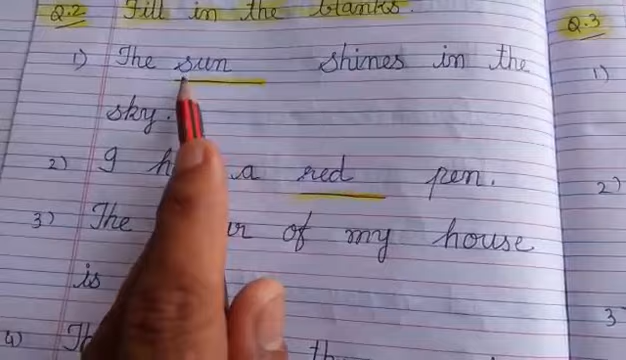 Q.2 Fill in the blanks.
1) The sun shines in the
sky.
2) I a red pen.
3) The of my house
is
4)
Q.3
1)
2)
3